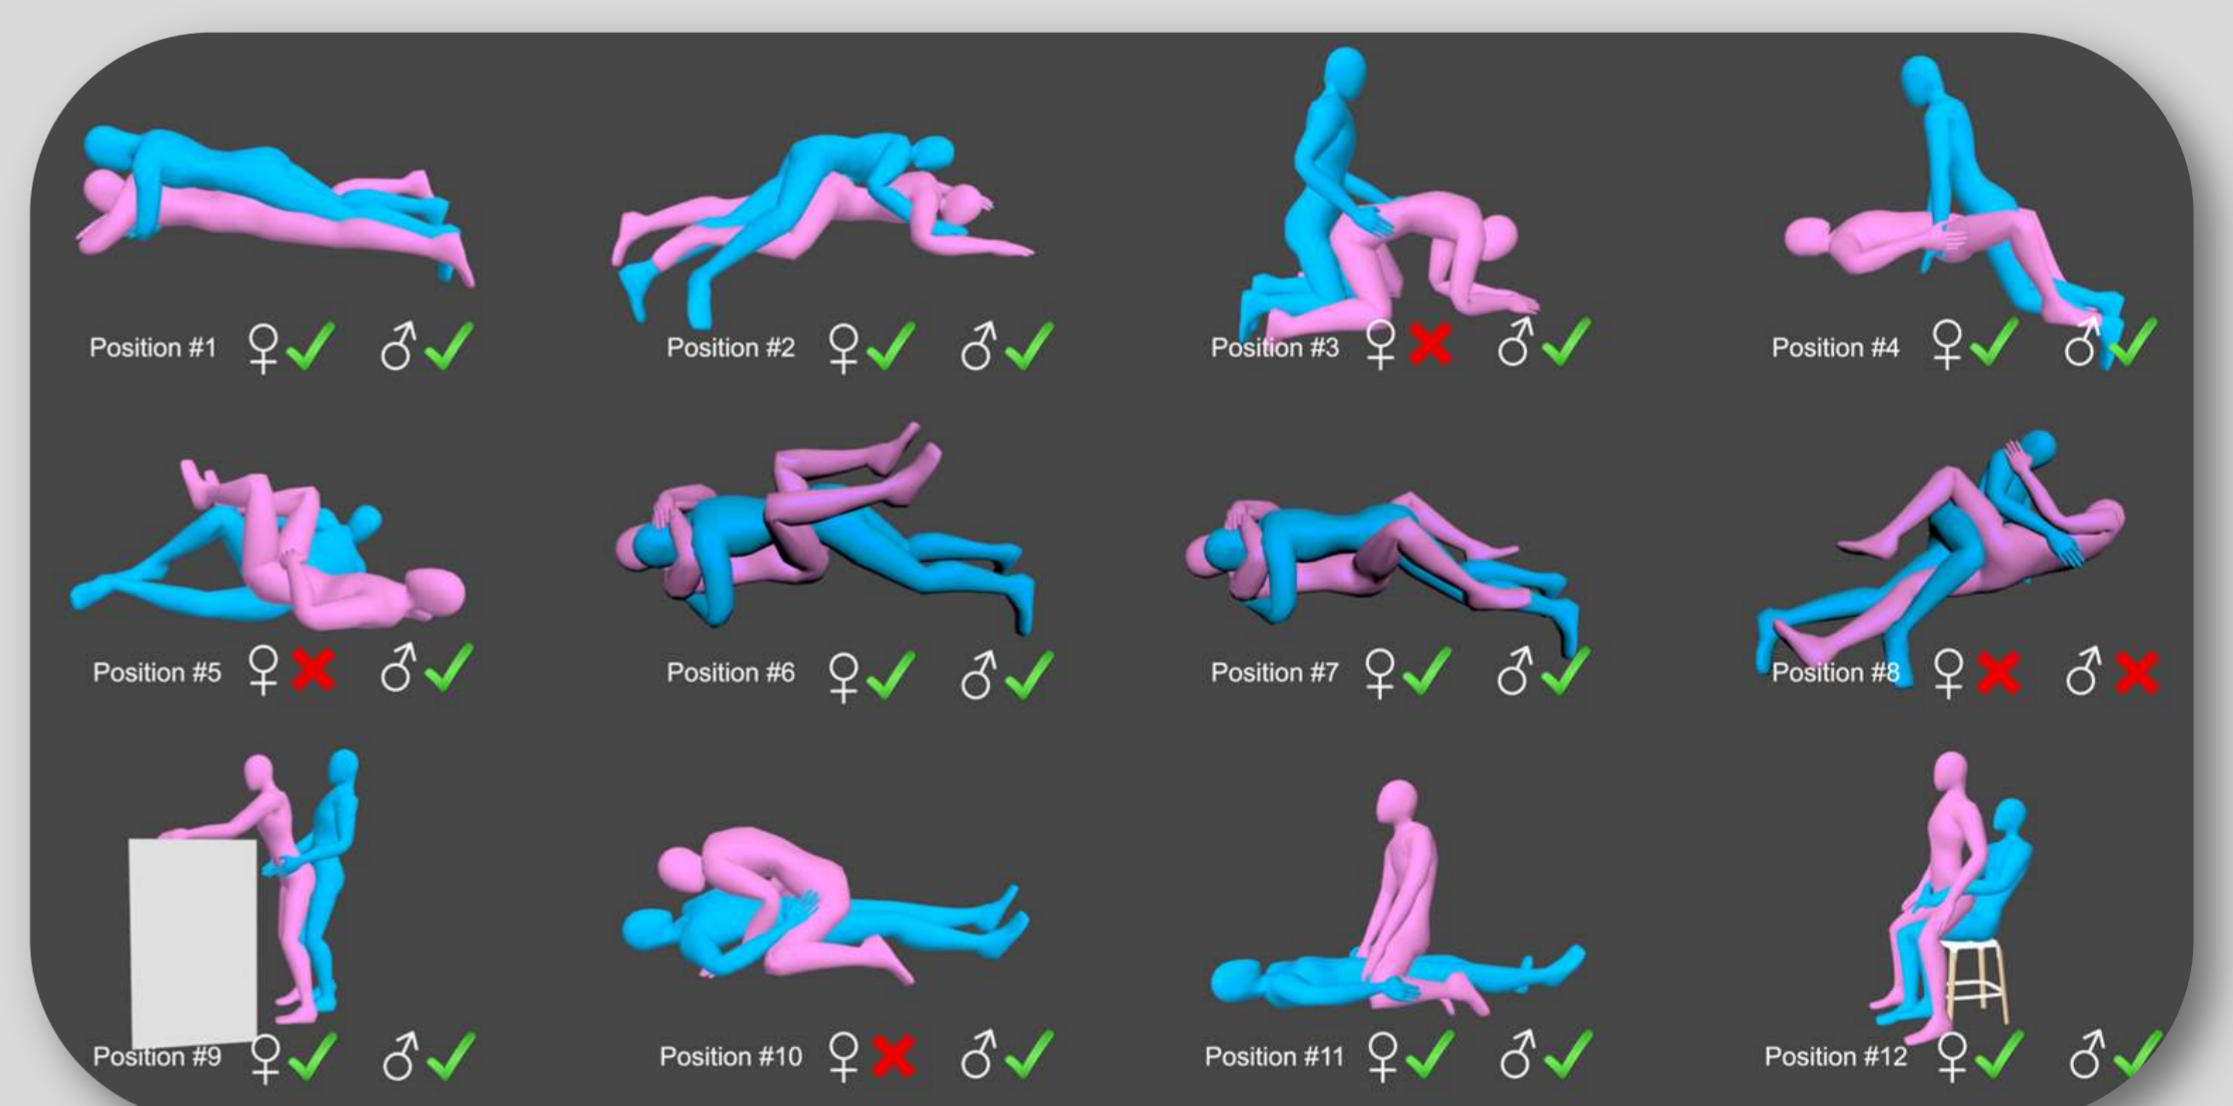 Position #1 ♀ ✓ ♂ ✓
Position #2 ♀ ✓ ♂ ✓
Position #3 ♀ ✗ ♂ ✓
Position #4 ♀ ✓ ♂ ✓
Position #5 ♀ ✗ ♂ ✓
Position #6 ♀ ✓ ♂ ✓
Position #7 ♀ ✓ ♂ ✓
Position #8 ♀ ✗ ♂ ✗
Position #9 ♀ ✓ ♂ ✓
Position #10 ♀ ✗ ♂ ✓
Position #11 ♀ ✓ ♂ ✓
Position #12 ♀ ✓ ♂ ✓